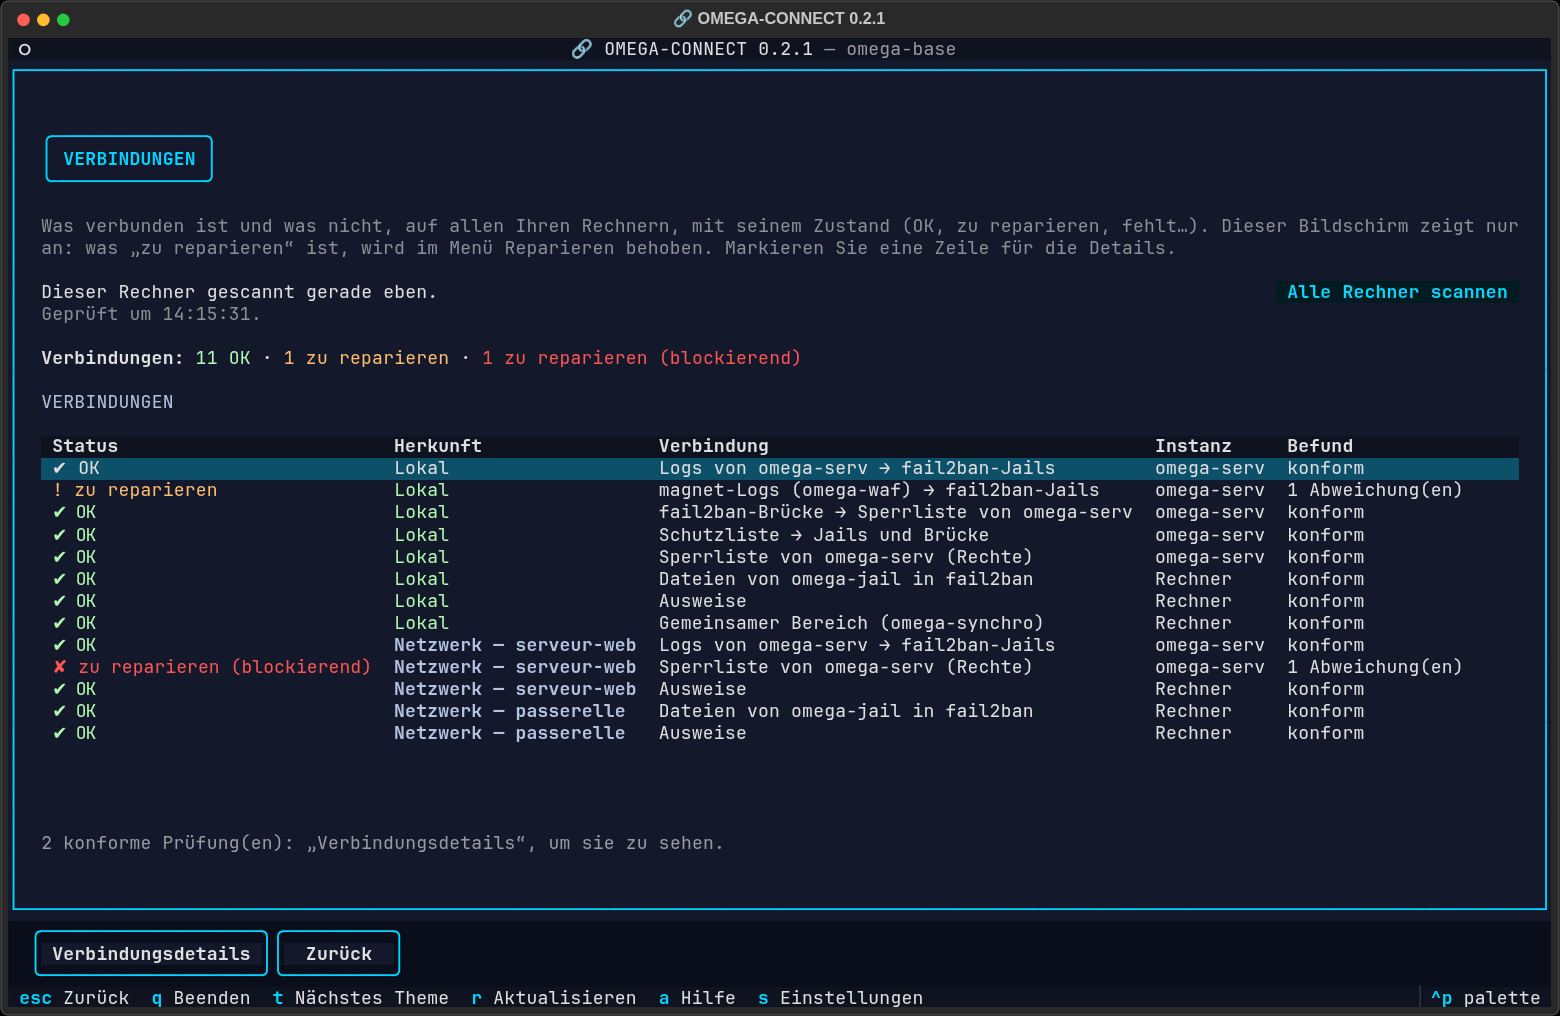 🔗 OMEGA-CONNECT 0.2.1
🔗 OMEGA-CONNECT 0.2.1 — omega-base
VERBINDUNGEN
Was verbunden ist und was nicht, auf allen Ihren Rechnern, mit seinem Zustand (OK, zu reparieren, fehlt…). Dieser Bildschirm zeigt nur
an: was „zu reparieren“ ist, wird im Menü Reparieren behoben. Markieren Sie eine Zeile für die Details.
Dieser Rechner gescannt gerade eben. Alle Rechner scannen
Geprüft um 14:15:31.
Verbindungen: 11 OK · 1 zu reparieren · 1 zu reparieren (blockierend)
VERBINDUNGEN
Status Herkunft Verbindung Instanz Befund
✔ OK Lokal Logs von omega-serv → fail2ban-Jails omega-serv konform
! zu reparieren Lokal magnet-Logs (omega-waf) → fail2ban-Jails omega-serv 1 Abweichung(en)
✔ OK Lokal fail2ban-Brücke → Sperrliste von omega-serv omega-serv konform
✔ OK Lokal Schutzliste → Jails und Brücke omega-serv konform
✔ OK Lokal Sperrliste von omega-serv (Rechte) omega-serv konform
✔ OK Lokal Dateien von omega-jail in fail2ban Rechner konform
✔ OK Lokal Ausweise Rechner konform
✔ OK Lokal Gemeinsamer Bereich (omega-synchro) Rechner konform
✔ OK Netzwerk — serveur-web Logs von omega-serv → fail2ban-Jails omega-serv konform
✘ zu reparieren (blockierend) Netzwerk — serveur-web Sperrliste von omega-serv (Rechte) omega-serv 1 Abweichung(en)
✔ OK Netzwerk — serveur-web Ausweise Rechner konform
✔ OK Netzwerk — passerelle Dateien von omega-jail in fail2ban Rechner konform
✔ OK Netzwerk — passerelle Ausweise Rechner konform
2 konforme Prüfung(en): „Verbindungsdetails“, um sie zu sehen.
Verbindungsdetails Zurück
esc Zurück q Beenden t Nächstes Theme r Aktualisieren a Hilfe s Einstellungen ^p palette